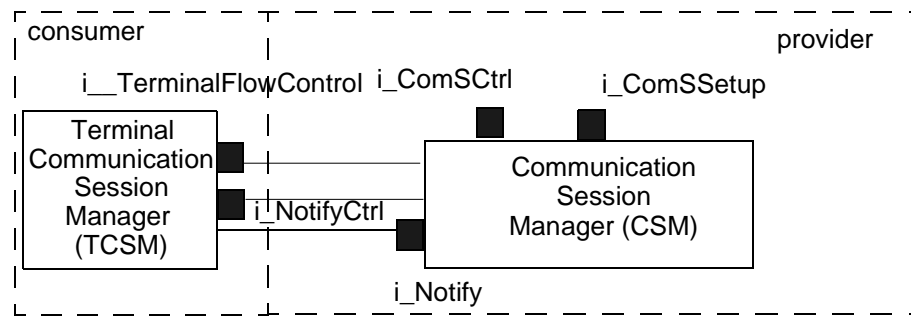 consumer
provider
i__TerminalFlowControl
i_ComSCtrl
i_ComSSetup
Terminal
Communication
Session
Manager
(TCSM)
Communication
Session
Manager (CSM)
i_NotifyCtrl
i_Notify